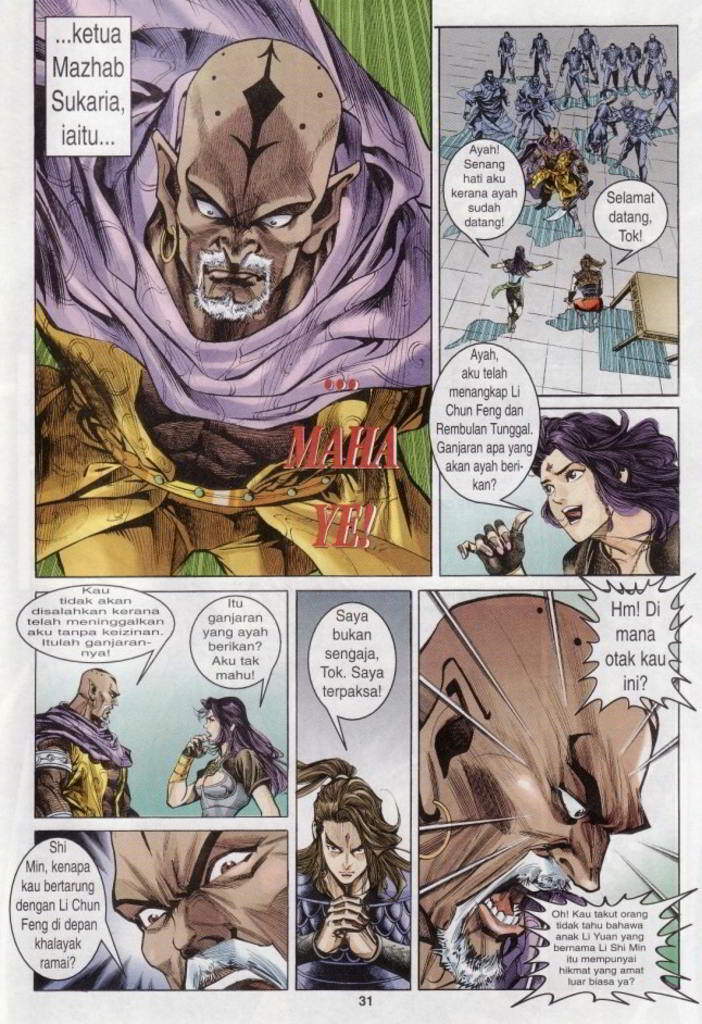 ...ketua
Mazhab
Sukaria,
iaitu...
...
MAHA
YE!
Ayah!
Senang
hati aku
kerana ayah
sudah
datang!
Selamat
datang,
Tok!
Ayah,
aku telah
menangkap Li
Chun Feng dan
Rembulan Tunggal.
Ganjaran apa yang
akan ayah beri-
kan?
Kau
tidak akan
disalahkan kerana
telah meninggalkan
aku tanpa keizinan.
Itulah ganjaran-
nya!
Itu
ganjaran
yang ayah
berikan?
Aku tak
mahu!
Shi
Min, kenapa
kau bertarung
dengan Li Chun
Feng di depan
khalayak
ramai?
Saya
bukan
sengaja,
Tok. Saya
terpaksa!
Hm! Di
mana
otak kau
ini?
Oh! Kau takut orang
tidak tahu bahawa
anak Li Yuan yang
bernama Li Shi Min
itu mempunyai
hikmat yang amat
luar biasa ya?
31